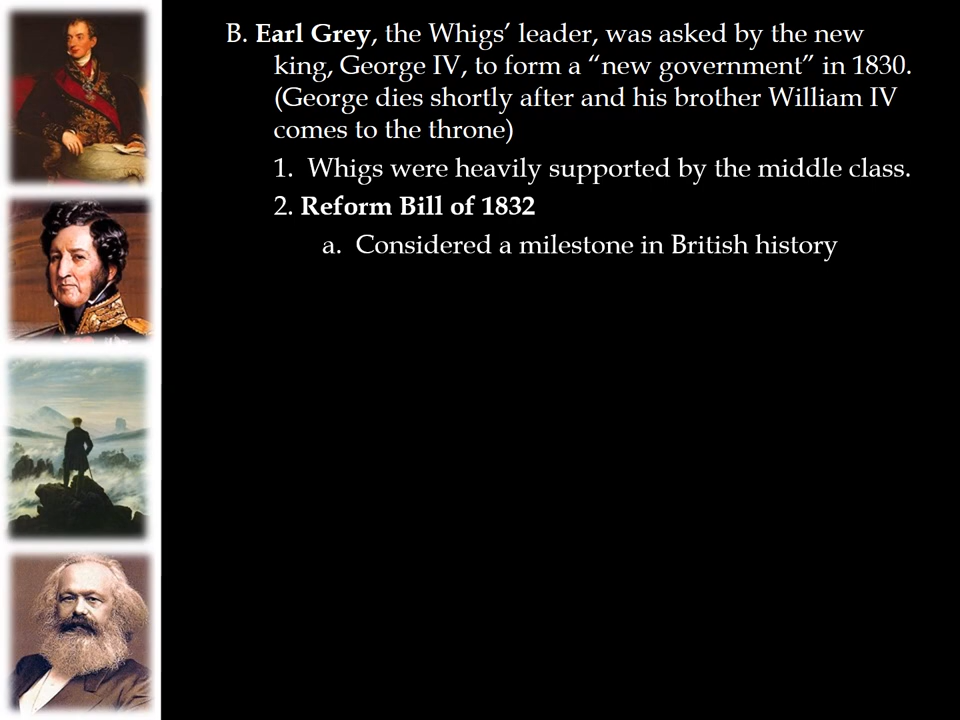 B. Earl Grey, the Whigs’ leader, was asked by the new
king, George IV, to form a “new government” in 1830.
(George dies shortly after and his brother William IV
comes to the throne)
1. Whigs were heavily supported by the middle class.
2. Reform Bill of 1832
a. Considered a milestone in British history